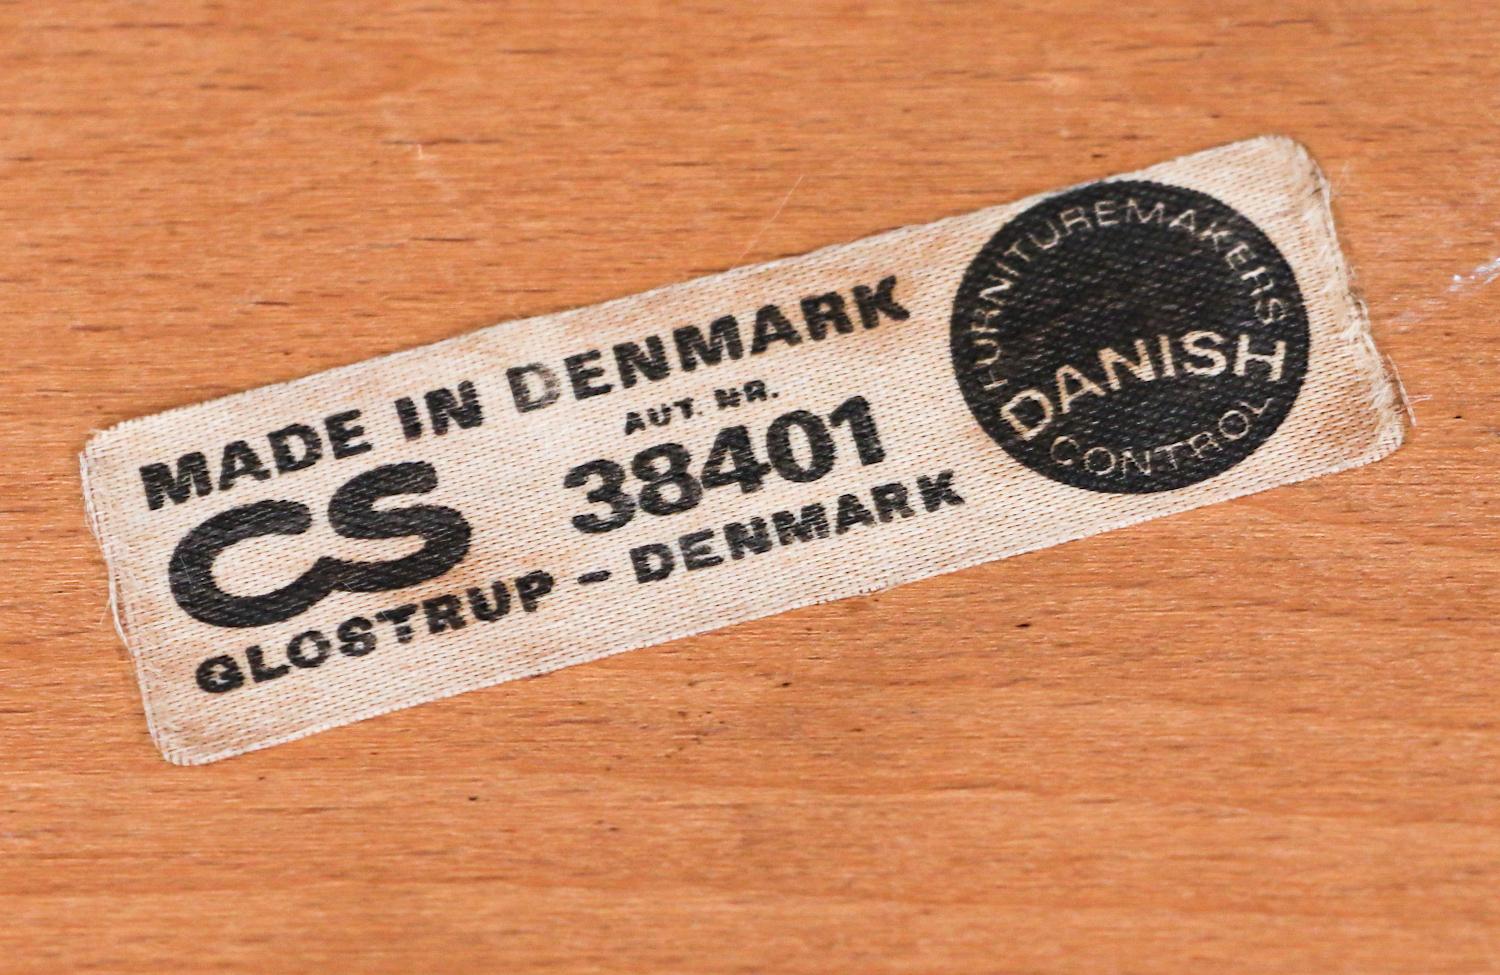 MADE IN DENMARK
AUT. NR.
CS 38401
GLOSTRUP - DENMARK
FURNITUREMAKERS
DANISH
CONTROL